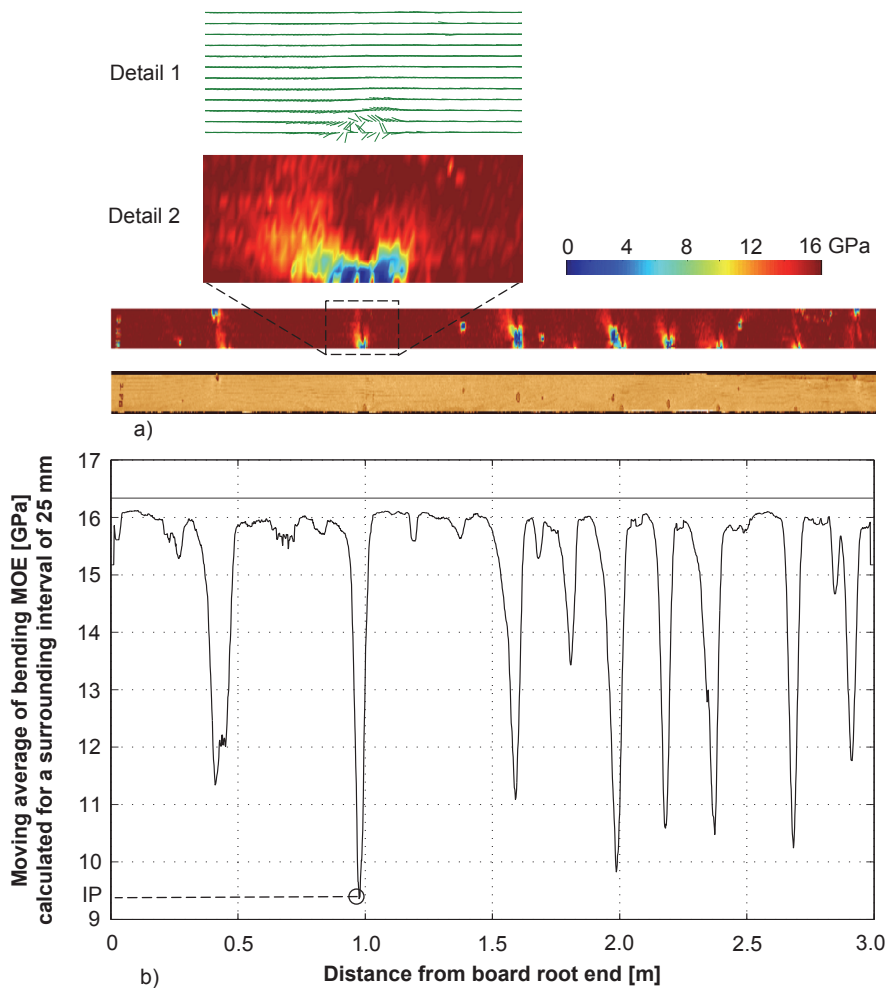 Detail 1
Detail 2
0 4 8 12 16 GPa
a)
Moving average of bending MOE [GPa]
calculated for a surrounding interval of 25 mm
17
16
15
14
13
12
11
10
IP
9
0 0.5 1.0 1.5 2.0 2.5 3.0
b)
Distance from board root end [m]